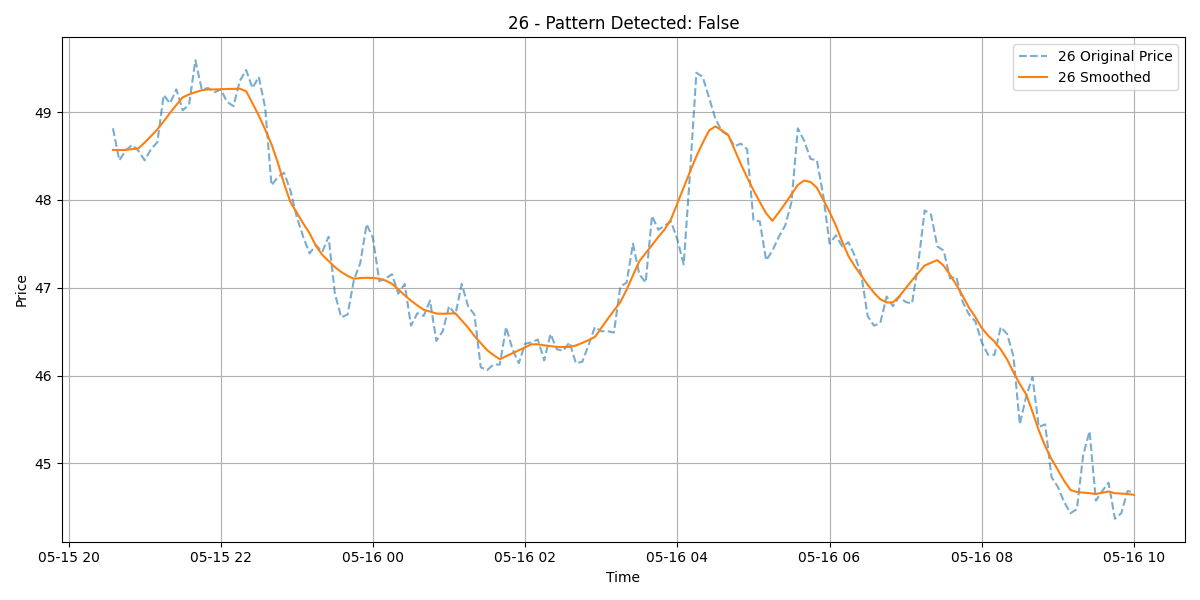 26 - Pattern Detected: False
26 Original Price
26 Smoothed
Price
49
48
47
46
45
05-15 20
05-15 22
05-16 00
05-16 02
05-16 04
05-16 06
05-16 08
05-16 10
Time